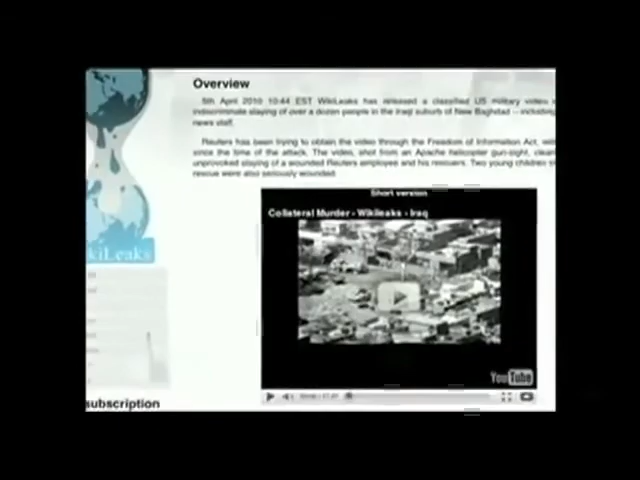 Overview
5th April 2010 10:44 EST WikiLeaks has released a classified US military video
indiscriminate slaying of over a dozen people in the Iraqi suburb of New Baghdad -- including
news staff.
Reuters has been trying to obtain the video through the Freedom of Information Act,
since the time of the attack. The video, shot from an Apache helicopter gun-sight,
unprovoked slaying of a wounded Reuters employee and his rescuers. Two young children
rescue were also seriously wounded.
Short version
Collateral Murder - Wikileaks - Iraq
kiLeaks
YouTube
subscription